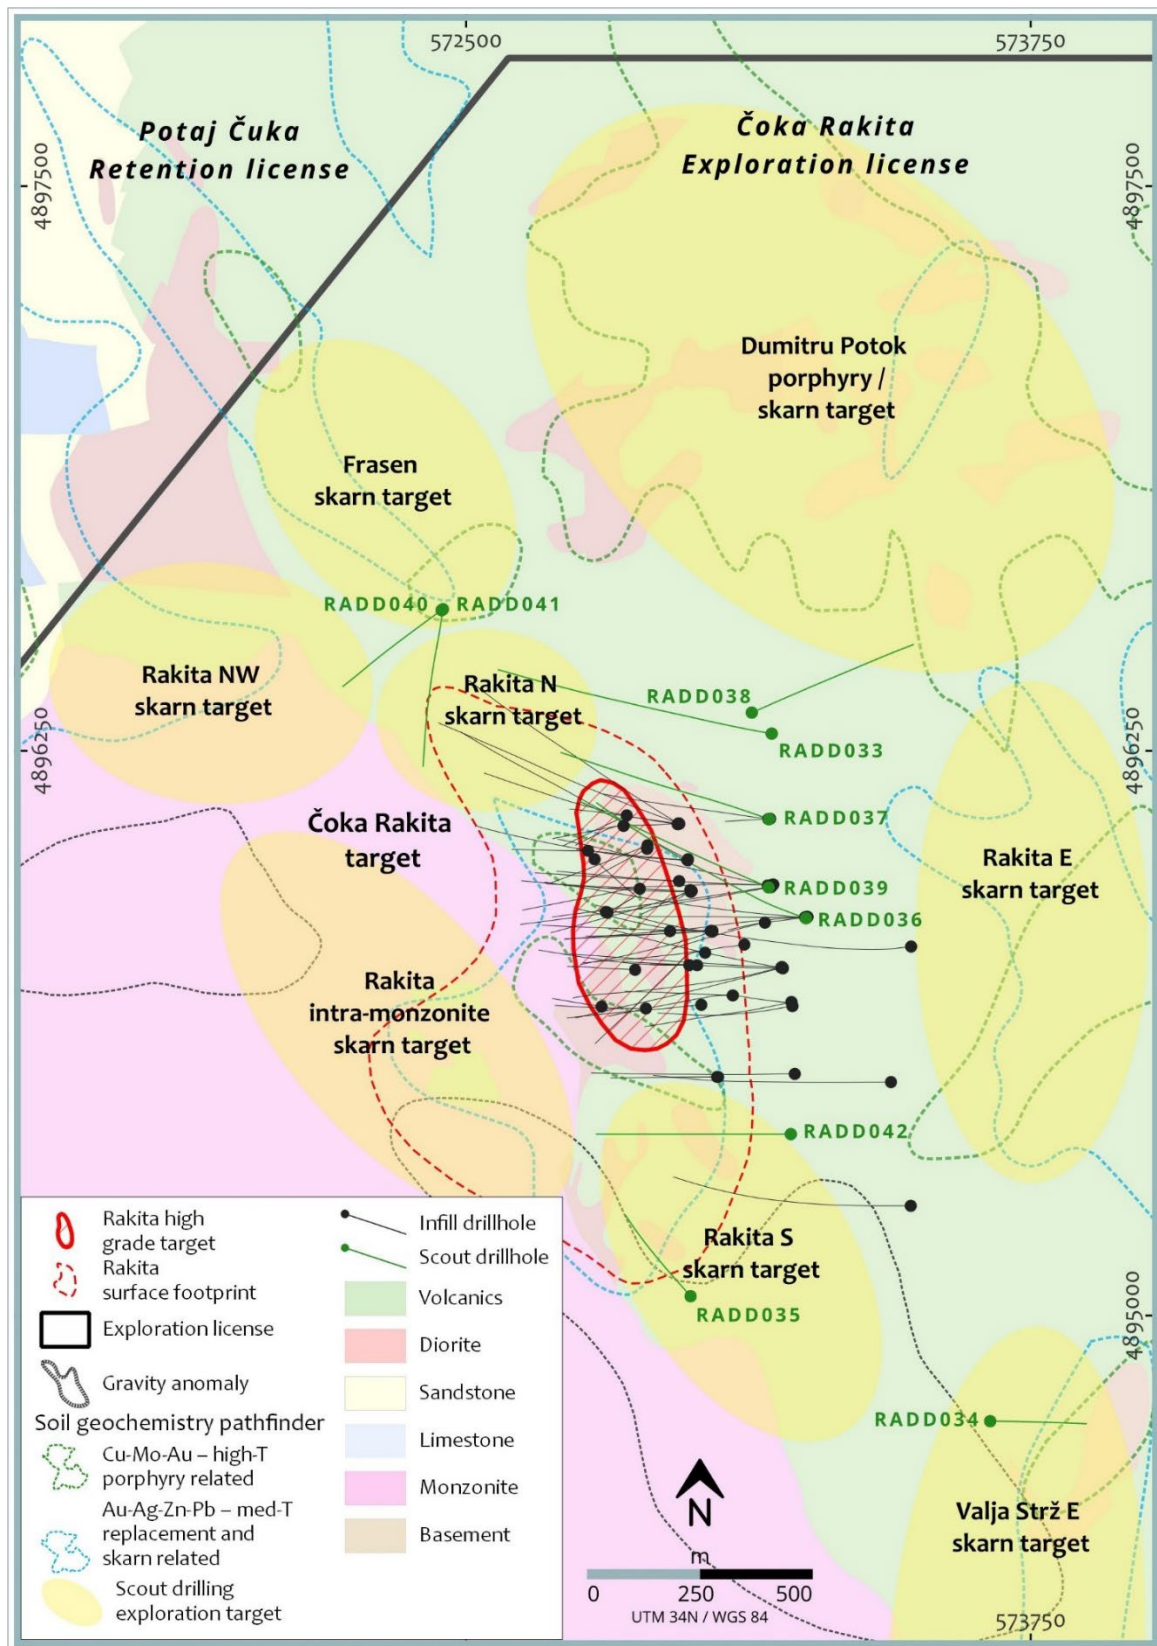 572500
573750
Potaj Čuka
Retention license
Čoka Rakita
Exploration license
4897500
4897500
Dumitru Potok
porphyry /
skarn target
Frasen
skarn target
RADD040
RADD041
Rakita NW
skarn target
Rakita N
skarn target
RADD038
RADD033
4896250
4896250
Čoka Rakita
target
RADD037
RADD039
RADD036
Rakita E
skarn target
Rakita
intra-monzonite
skarn target
RADD042
Rakita S
skarn target
RADD035
4895000
RADD034
Valja Strž E
skarn target
Rakita high
grade target
Rakita
surface footprint
Exploration license
Gravity anomaly
Soil geochemistry pathfinder
Cu-Mo-Au – high-T
porphyry related
Au-Ag-Zn-Pb – med-T
replacement and
skarn related
Scout drilling
exploration target
Infill drillhole
Scout drillhole
Volcanics
Diorite
Sandstone
Limestone
Monzonite
Basement
N
m
0 250 500
UTM 34N / WGS 84
573750